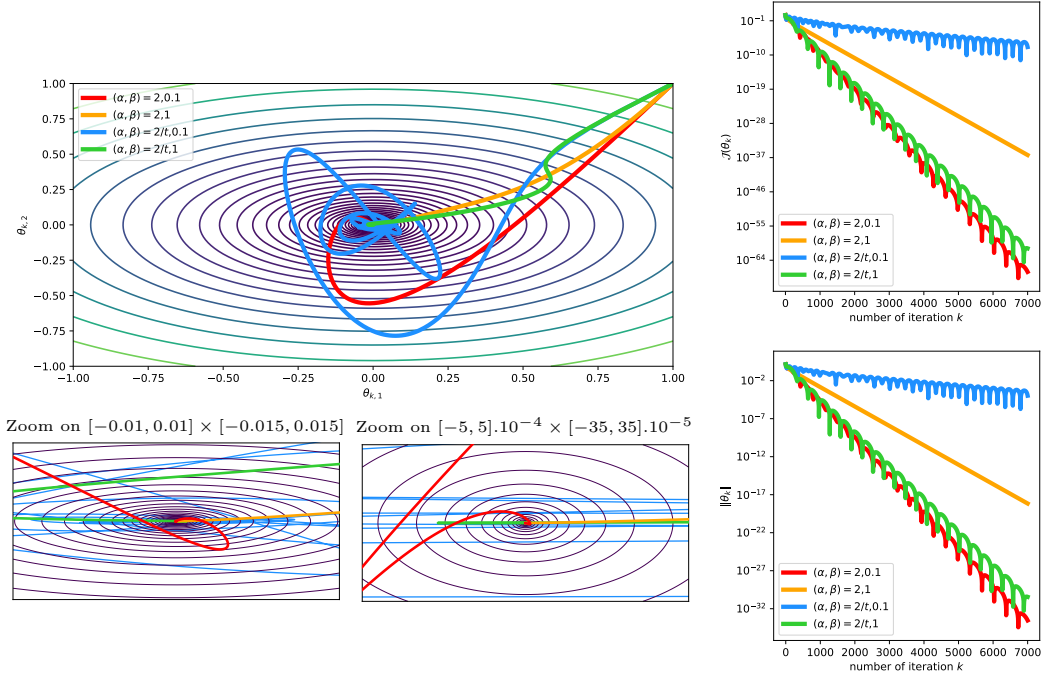 1.00
0.75
0.50
0.25
0.00
−0.25
−0.50
−0.75
−1.00
θk,2
(α, β) = 2,0.1
(α, β) = 2,1
(α, β) = 2/t,0.1
(α, β) = 2/t,1
−1.00 −0.75 −0.50 −0.25 0.00 0.25 0.50 0.75 1.00
θk,1
Zoom on [−0.01, 0.01] × [−0.015, 0.015]
Zoom on [−5, 5].10−4 × [−35, 35].10−5
10−1
10−10
10−19
10−28
10−37
10−46
10−55
10−64
𝒥(θk)
(α, β) = 2,0.1
(α, β) = 2,1
(α, β) = 2/t,0.1
(α, β) = 2/t,1
0 1000 2000 3000 4000 5000 6000 7000
number of iteration k
10−2
10−7
10−12
10−17
10−22
10−27
10−32
‖θk‖
(α, β) = 2,0.1
(α, β) = 2,1
(α, β) = 2/t,0.1
(α, β) = 2/t,1
0 1000 2000 3000 4000 5000 6000 7000
number of iteration k